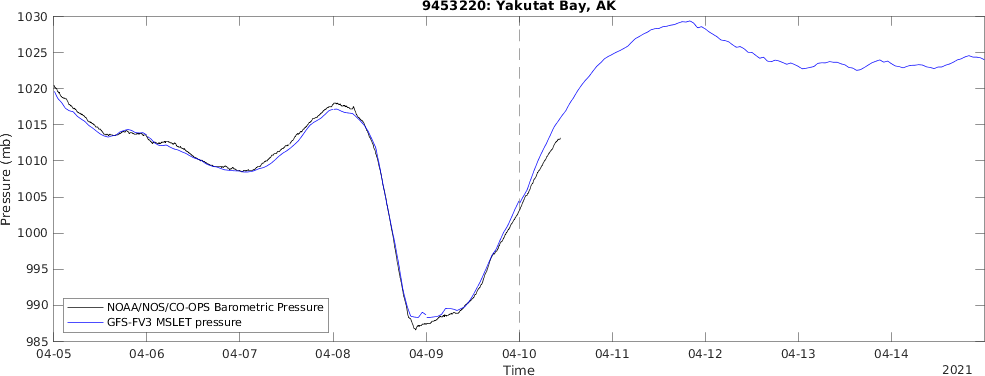 9453220: Yakutat Bay, AK
1030
1025
1020
1015
1010
1005
1000
995
990
985
Pressure (mb)
NOAA/NOS/CO-OPS Barometric Pressure
GFS-FV3 MSLET pressure
04-05 04-06 04-07 04-08 04-09 04-10 04-11 04-12 04-13 04-14
Time
2021